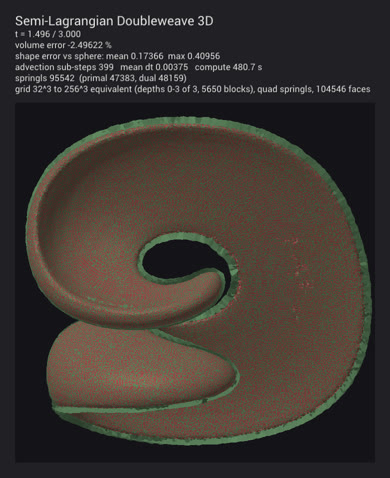 Semi-Lagrangian Doubleweave 3D
t = 1.496 / 3.000
volume error -2.49622 %
shape error vs sphere: mean 0.17366  max 0.40956
advection sub-steps 399   mean dt 0.00375   compute 480.7 s
springls 95542  (primal 47383, dual 48159)
grid 32^3 to 256^3 equivalent (depths 0-3 of 3, 5650 blocks), quad springls, 104546 faces